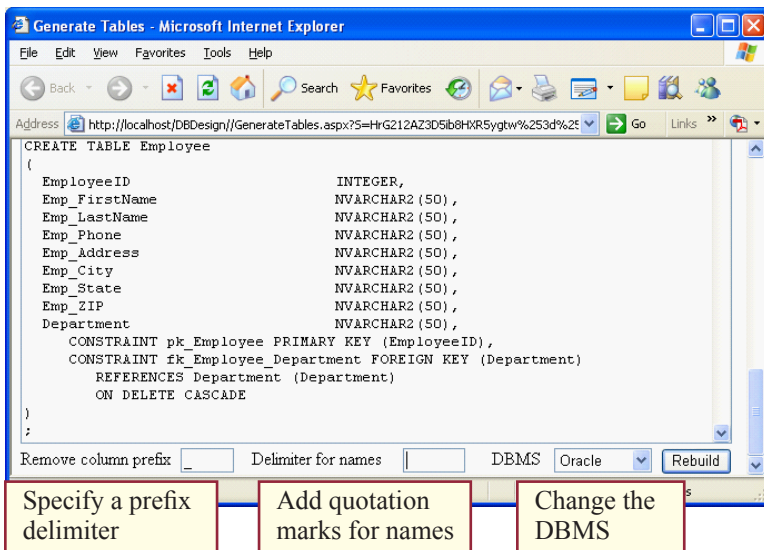 Generate Tables - Microsoft Internet Explorer
File Edit View Favorites Tools Help
Back Search Favorites
Address http://localhost/DBDesign//GenerateTables.aspx?S=HrG212AZ3D5ib8HXR5ygtw%253d%25 Go Links »
CREATE TABLE Employee
(
EmployeeID INTEGER,
Emp_FirstName NVARCHAR2(50),
Emp_LastName NVARCHAR2(50),
Emp_Phone NVARCHAR2(50),
Emp_Address NVARCHAR2(50),
Emp_City NVARCHAR2(50),
Emp_State NVARCHAR2(50),
Emp_ZIP NVARCHAR2(50),
Department NVARCHAR2(50),
CONSTRAINT pk_Employee PRIMARY KEY (EmployeeID),
CONSTRAINT fk_Employee_Department FOREIGN KEY (Department)
REFERENCES Department (Department)
ON DELETE CASCADE
)
;
Remove column prefix _ Delimiter for names DBMS Oracle Rebuild
Specify a prefix
delimiter
Add quotation
marks for names
Change the
DBMS